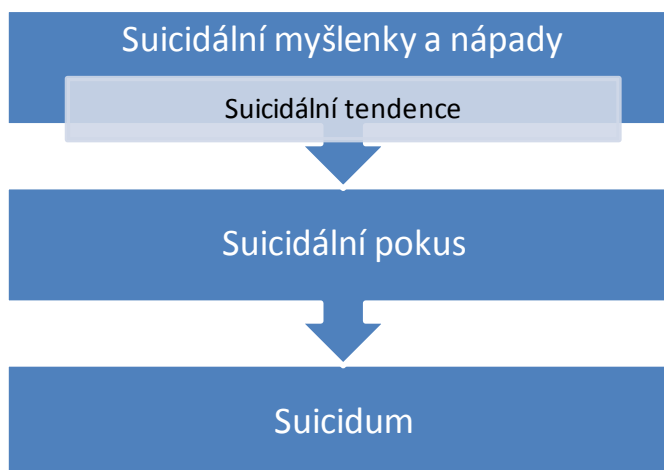 Suicidální myšlenky a nápady
Suicidální tendence
Suicidální pokus
Suicidum